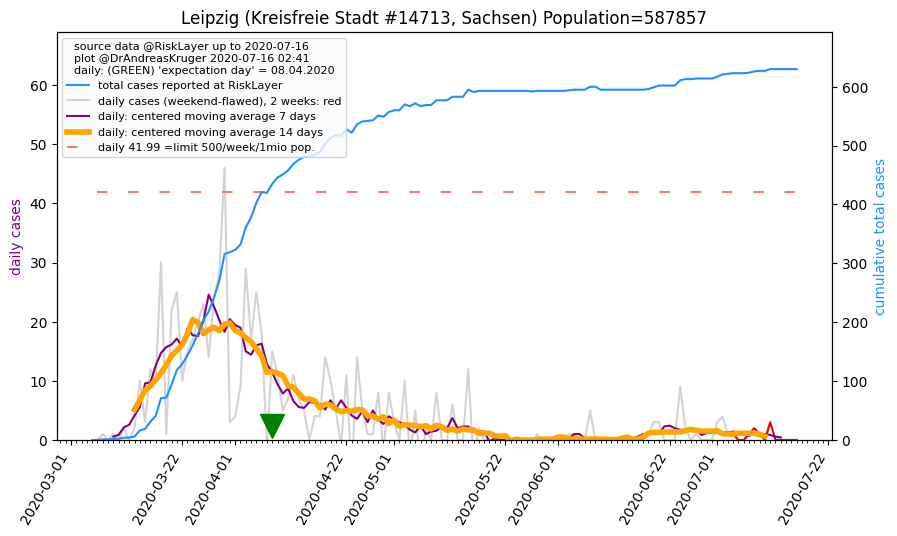 Leipzig (Kreisfreie Stadt #14713, Sachsen) Population=587857
source data @RiskLayer up to 2020-07-16
plot @DrAndreasKruger 2020-07-16 02:41
daily: (GREEN) 'expectation day' = 08.04.2020
total cases reported at RiskLayer
daily cases (weekend-flawed), 2 weeks: red
daily: centered moving average 7 days
daily: centered moving average 14 days
daily 41.99 =limit 500/week/1mio pop.
daily cases
0
10
20
30
40
50
60
cumulative total cases
0
100
200
300
400
500
600
2020-03-01
2020-03-22
2020-04-01
2020-04-22
2020-05-01
2020-05-22
2020-06-01
2020-06-22
2020-07-01
2020-07-22